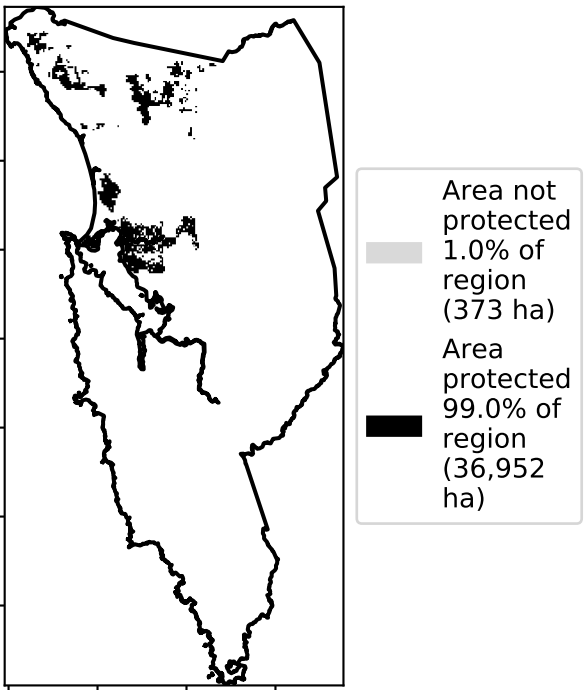 Area not
protected
1.0% of
region
(373 ha)
Area
protected
99.0% of
region
(36,952
ha)